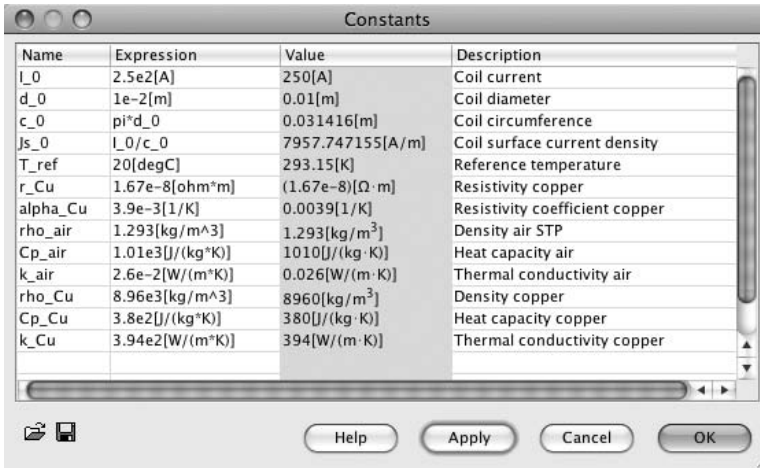 Constants
Name Expression Value Description
I_0 2.5e2[A] 250[A] Coil current
d_0 1e-2[m] 0.01[m] Coil diameter
c_0 pi*d_0 0.031416[m] Coil circumference
Js_0 I_0/c_0 7957.747155[A/m] Coil surface current density
T_ref 20[degC] 293.15[K] Reference temperature
r_Cu 1.67e-8[ohm*m] (1.67e-8)[Ω·m] Resistivity copper
alpha_Cu 3.9e-3[1/K] 0.0039[1/K] Resistivity coefficient copper
rho_air 1.293[kg/m^3] 1.293[kg/m³] Density air STP
Cp_air 1.01e3[J/(kg*K)] 1010[J/(kg·K)] Heat capacity air
k_air 2.6e-2[W/(m*K)] 0.026[W/(m·K)] Thermal conductivity air
rho_Cu 8.96e3[kg/m^3] 8960[kg/m³] Density copper
Cp_Cu 3.8e2[J/(kg*K)] 380[J/(kg·K)] Heat capacity copper
k_Cu 3.94e2[W/(m*K)] 394[W/(m·K)] Thermal conductivity copper
Help Apply Cancel OK